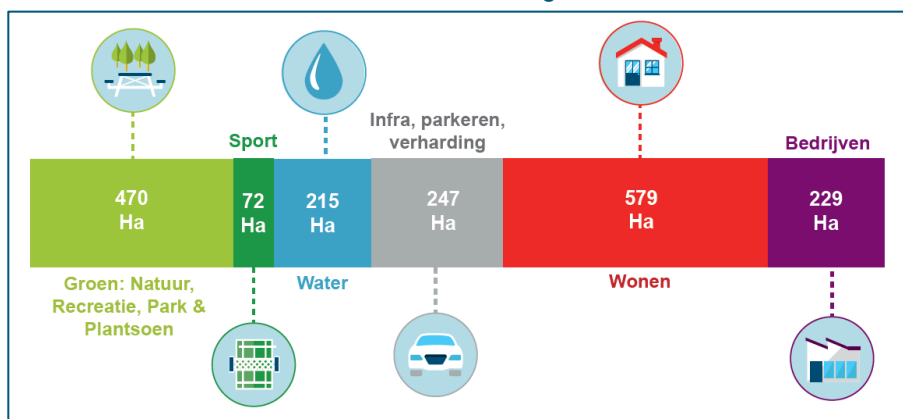 Infra, parkeren,
verharding
Sport
Bedrijven
470
Ha
72
Ha
215
Ha
247
Ha
579
Ha
229
Ha
Groen: Natuur,
Recreatie, Park &
Plantsoen
Water
Wonen